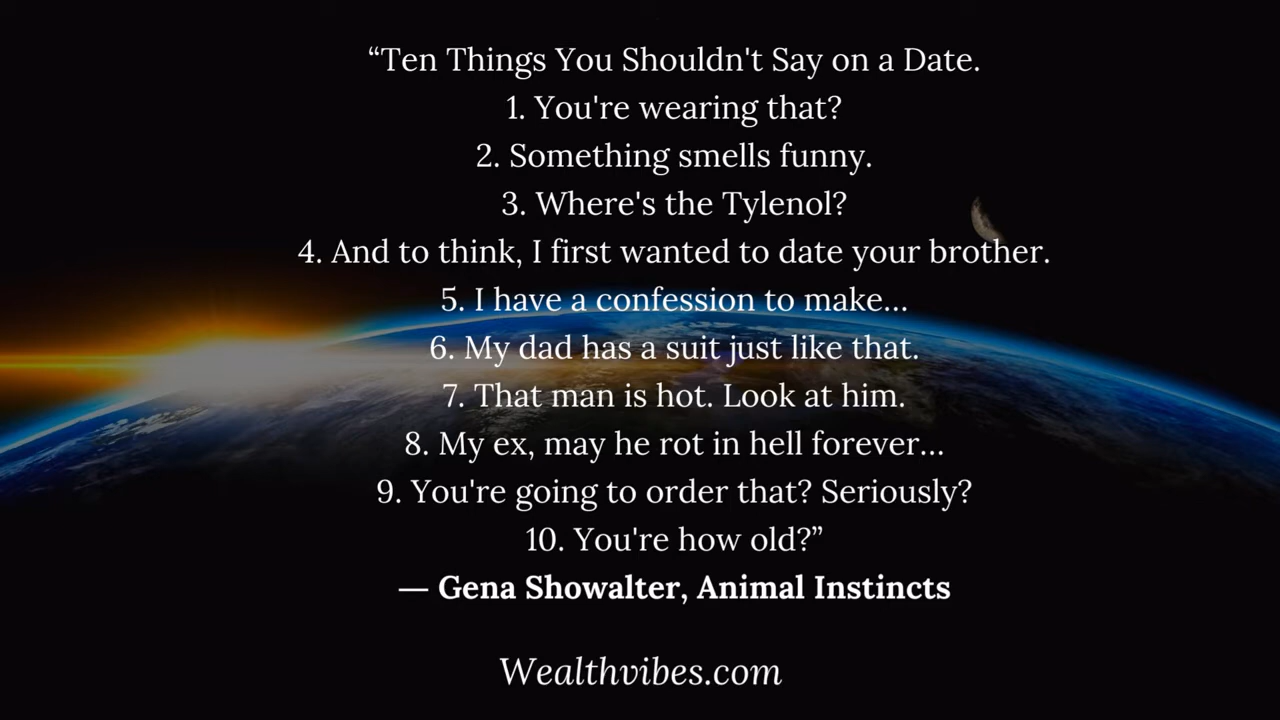 “Ten Things You Shouldn't Say on a Date.
1. You're wearing that?
2. Something smells funny.
3. Where's the Tylenol?
4. And to think, I first wanted to date your brother.
5. I have a confession to make...
6. My dad has a suit just like that.
7. That man is hot. Look at him.
8. My ex, may he rot in hell forever...
9. You're going to order that? Seriously?
10. You're how old?”
— Gena Showalter, Animal Instincts
Wealthvibes.com